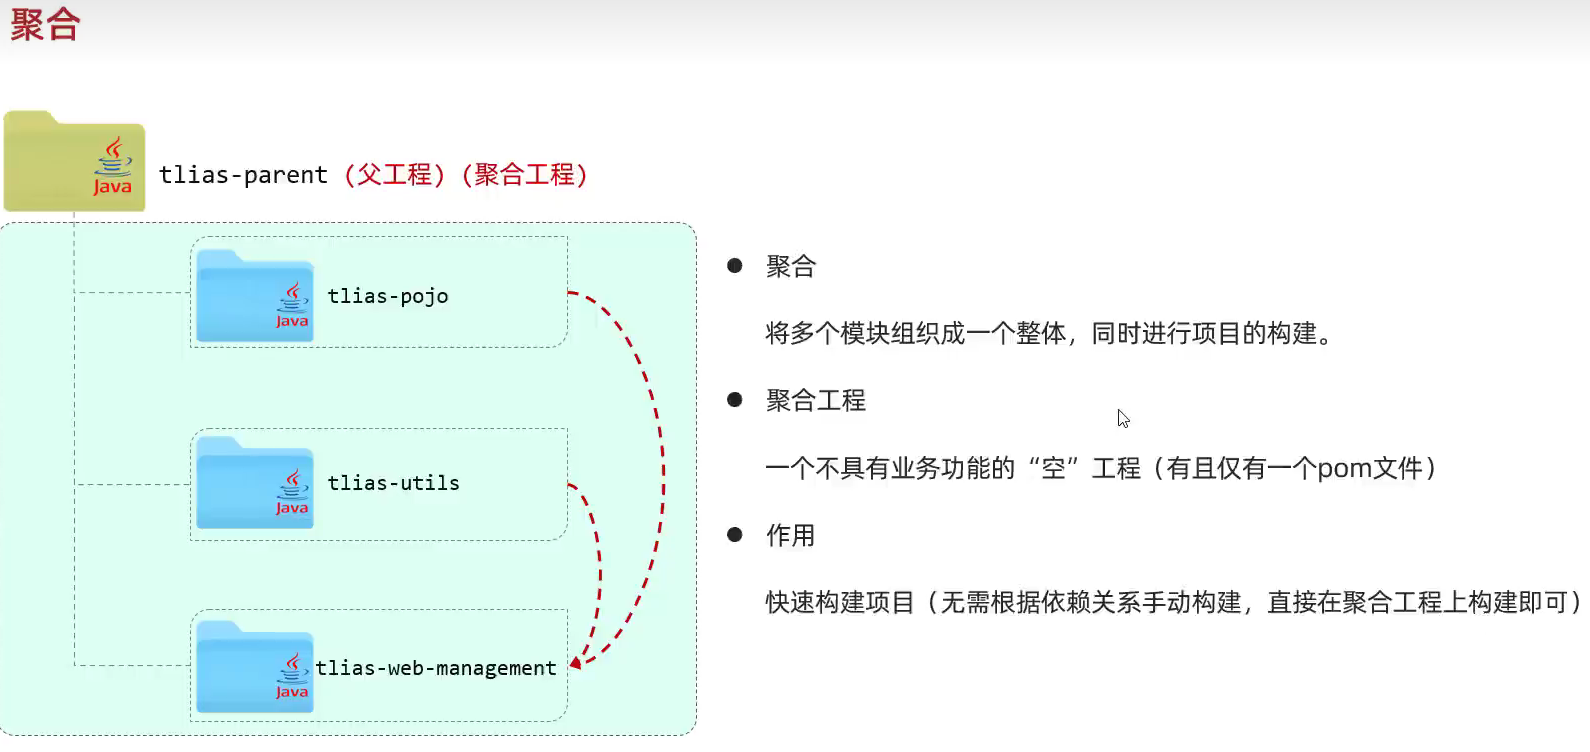 聚合
Java
tlias-parent（父工程）（聚合工程）
Java
tlias-pojo
Java
tlias-utils
Java
tlias-web-management
● 聚合
将多个模块组织成一个整体，同时进行项目的构建。
● 聚合工程
一个不具有业务功能的“空”工程（有且仅有一个pom文件）
● 作用
快速构建项目（无需根据依赖关系手动构建，直接在聚合工程上构建即可）